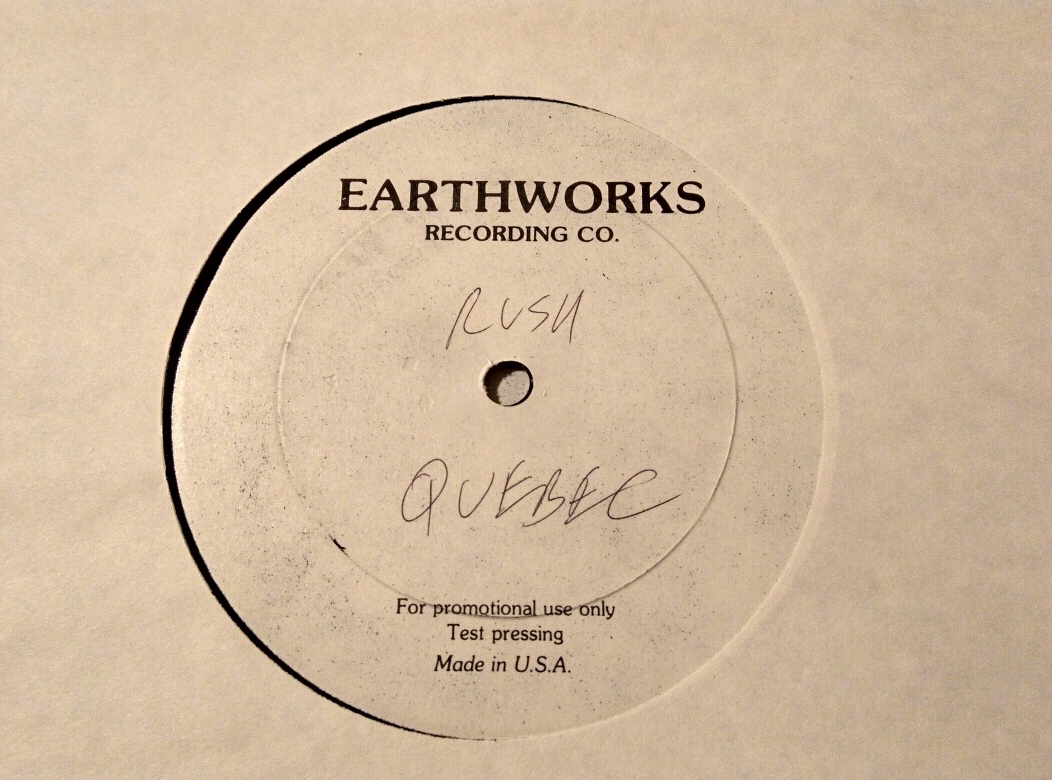 EARTHWORKS
RECORDING CO.
RUSH
QUEBEC
For promotional use only
Test pressing
Made in U.S.A.